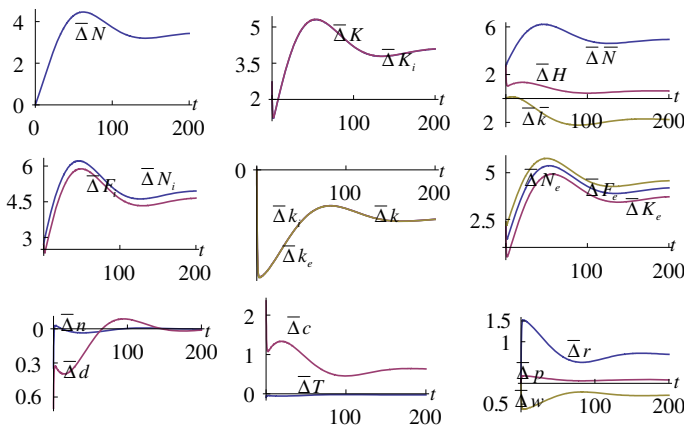 4
2
0
0
100
200
t
Δ̅ N
5
3.5
2
100
200
t
Δ̅ K
Δ̅ K_i
6
2
2
100
200
t
Δ̅ N̅
Δ̅ H
Δ̅ k̅
6
4.5
3
100
200
t
Δ̅ F_i
Δ̅ N_i
0
100
200
t
Δ̅ k_i
Δ̅ k
Δ̅ k_e
5
2.5
100
200
t
Δ̅ N_e
Δ̅ F_e
Δ̅ K_e
0
0.3
0.6
100
200
t
Δ̅ n
Δ̅ d
2
1
0
100
200
t
Δ̅ c
Δ̅ T
1.5
1
0.5
100
200
t
Δ̅ r
Δ̅ p
Δ̅ w